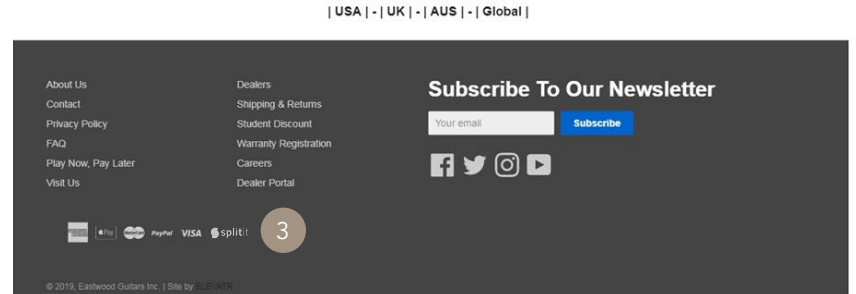 | USA | - | UK | - | AUS | - | Global |
About Us
Contact
Privacy Policy
FAQ
Play Now, Pay Later
Visit Us
Dealers
Shipping & Returns
Student Discount
Warranty Registration
Careers
Dealer Portal
Subscribe To Our Newsletter
Your email Subscribe
Pay PayPal VISA splitit 3
© 2019, Eastwood Guitars Inc. | Site by ELEVATR